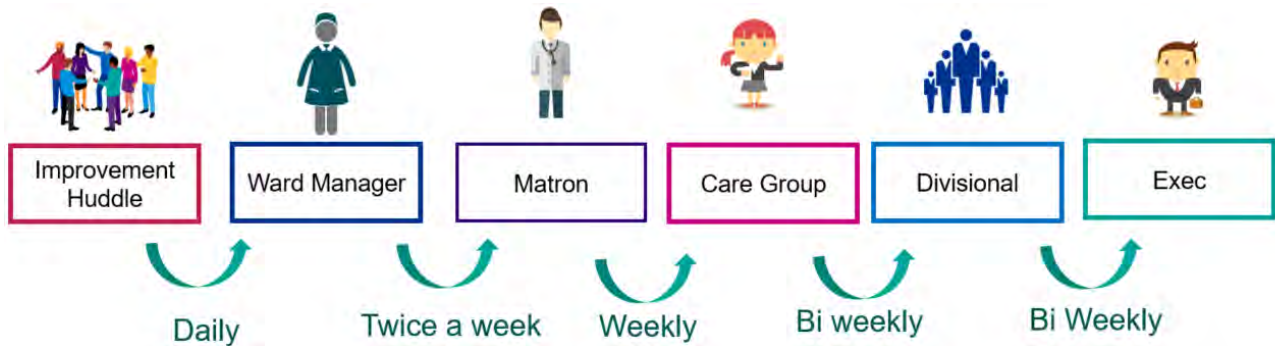 Improvement
Huddle
Ward Manager
Matron
Care Group
Divisional
Exec
Daily
Twice a week
Weekly
Bi weekly
Bi Weekly